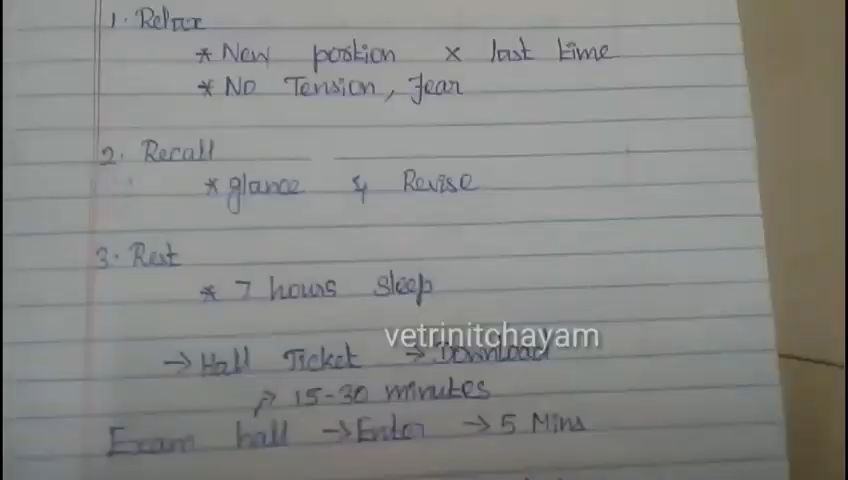 1. Relax
* New portion x last time
* No Tension, Fear
2. Recall
* glance & Revise
3. Rest
* 7 hours Sleep
vetrinitchayam
→ Hall Ticket → Download
15-30 minutes
Exam hall → Enter → 5 Mins